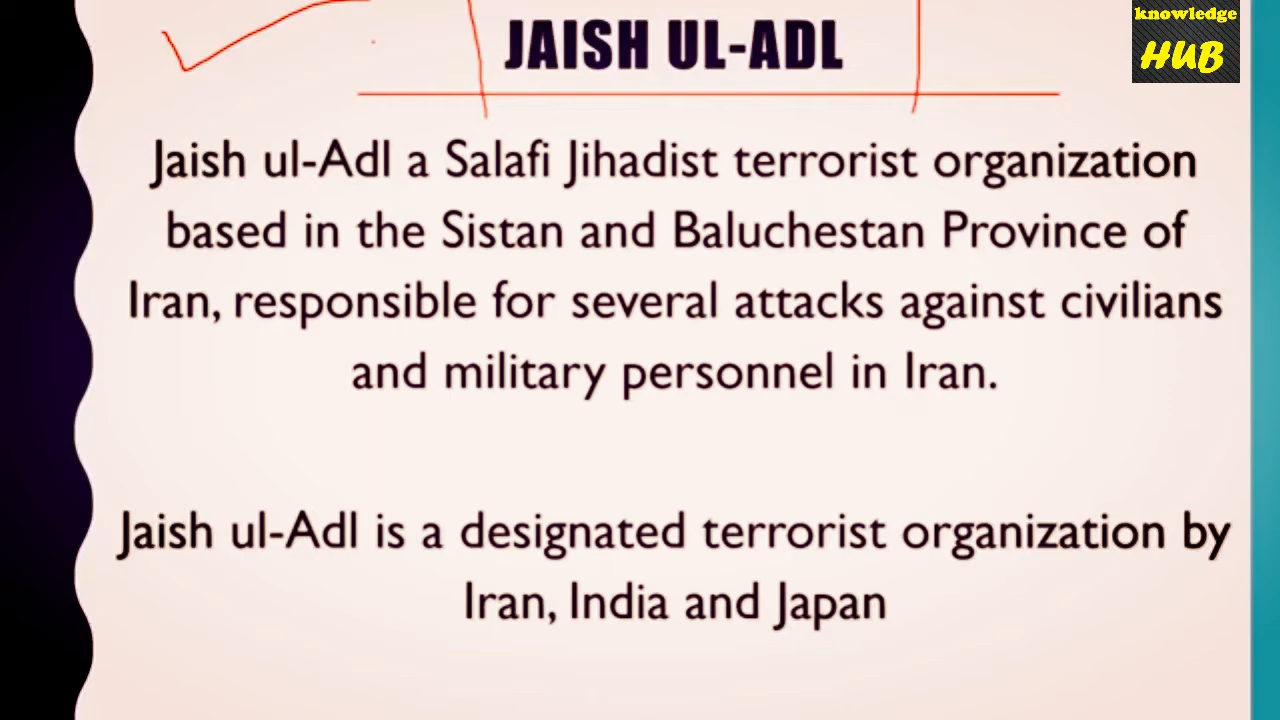 knowledge
HUB
JAISH UL-ADL
Jaish ul-Adl a Salafi Jihadist terrorist organization
based in the Sistan and Baluchestan Province of
Iran, responsible for several attacks against civilians
and military personnel in Iran.
Jaish ul-Adl is a designated terrorist organization by
Iran, India and Japan